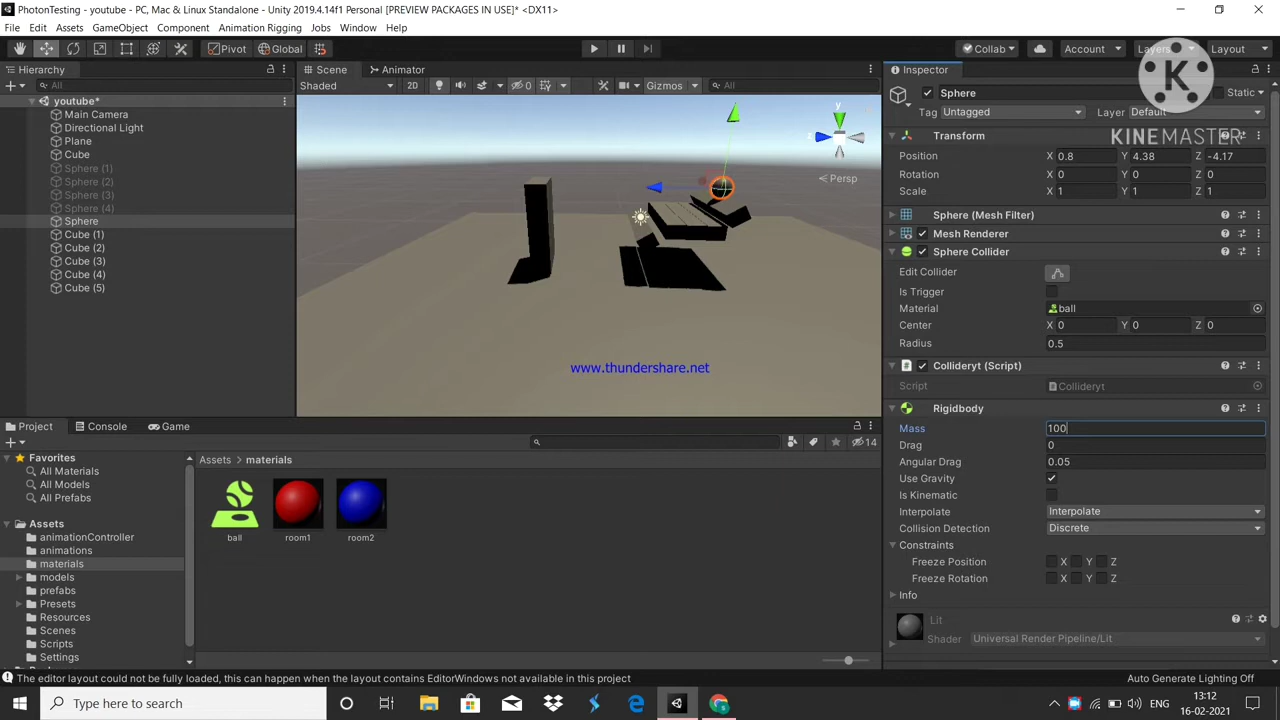 PhotonTesting - youtube - PC, Mac & Linux Standalone - Unity 2019.4.14f1 Personal [PREVIEW PACKAGES IN USE]* <DX11>
File Edit Assets GameObject Component Animation Rigging Jobs Window Help
Pivot Global Collab Account Layers Layout
Hierarchy
All
youtube*
Main Camera
Directional Light
Plane
Cube
Sphere (1)
Sphere (2)
Sphere (3)
Sphere (4)
Sphere
Cube (1)
Cube (2)
Cube (3)
Cube (4)
Cube (5)
Scene Animator
Shaded 2D 0 Gizmos All
y
z
Persp
www.thundershare.net
Inspector
K
KINEMASTER
Sphere Static
Tag Untagged Layer Default
Transform
Position X 0.8 Y 4.38 Z -4.17
Rotation X 0 Y 0 Z 0
Scale X 1 Y 1 Z 1
Sphere (Mesh Filter)
Mesh Renderer
Sphere Collider
Edit Collider
Is Trigger
Material ball
Center X 0 Y 0 Z 0
Radius 0.5
Collideryt (Script)
Script Collideryt
Rigidbody
Mass 100
Drag 0
Angular Drag 0.05
Use Gravity
Is Kinematic
Interpolate Interpolate
Collision Detection Discrete
Constraints
Freeze Position X Y Z
Freeze Rotation X Y Z
Info
Lit
Shader Universal Render Pipeline/Lit
Project Console Game
14
Favorites
All Materials
All Models
All Prefabs
Assets
animationController
animations
materials
models
prefabs
Presets
Resources
Scenes
Scripts
Settings
Assets > materials
ball room1 room2
The editor layout could not be fully loaded, this can happen when the layout contains EditorWindows not available in this project
Auto Generate Lighting Off
Type here to search
ENG
13:12
16-02-2021